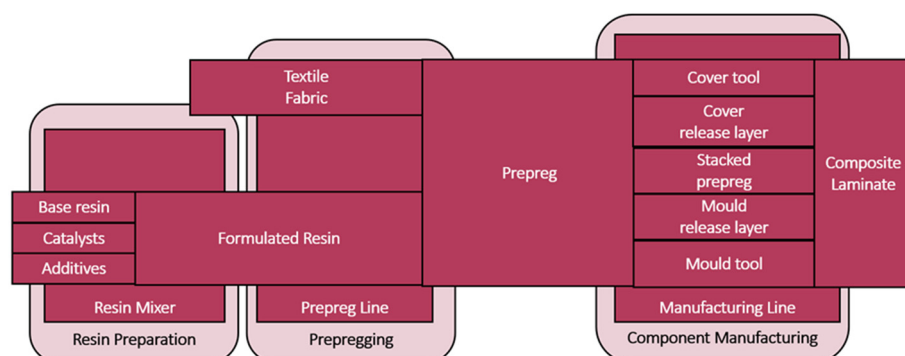 Textile
Fabric
Base resin
Catalysts
Additives
Formulated Resin
Resin Mixer
Resin Preparation
Prepreg Line
Prepregging
Prepreg
Cover tool
Cover
release layer
Stacked
prepreg
Mould
release layer
Mould tool
Manufacturing Line
Component Manufacturing
Composite
Laminate